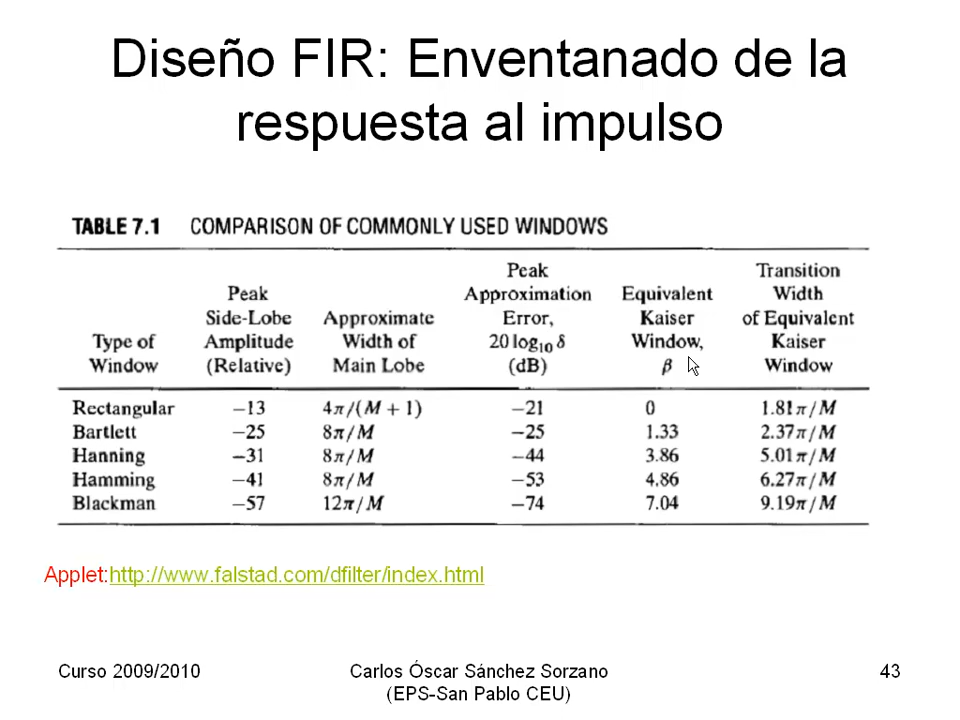 Diseño FIR: Enventanado de la
respuesta al impulso
TABLE 7.1 COMPARISON OF COMMONLY USED WINDOWS
Type of Window | Peak Side-Lobe Amplitude (Relative) | Approximate Width of Main Lobe | Peak Approximation Error, 20 log₁₀ δ (dB) | Equivalent Kaiser Window, β | Transition Width of Equivalent Kaiser Window
Rectangular −13 4π/(M + 1) −21 0 1.81π/M
Bartlett −25 8π/M −25 1.33 2.37π/M
Hanning −31 8π/M −44 3.86 5.01π/M
Hamming −41 8π/M −53 4.86 6.27π/M
Blackman −57 12π/M −74 7.04 9.19π/M
Applet:http://www.falstad.com/dfilter/index.html
Curso 2009/2010
Carlos Óscar Sánchez Sorzano
(EPS-San Pablo CEU)
43